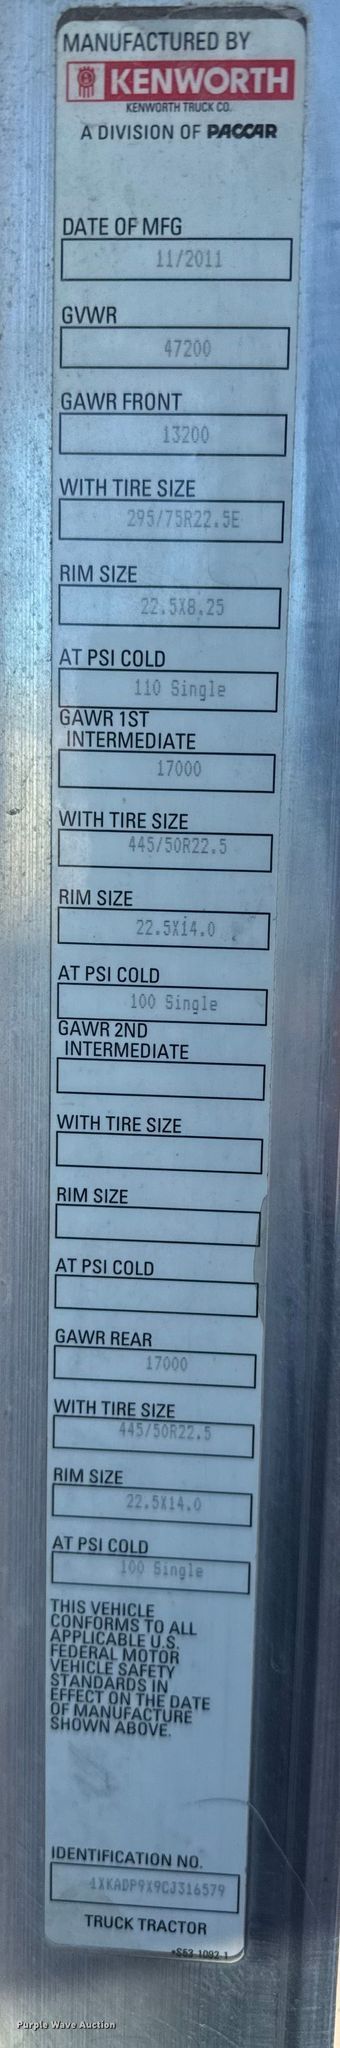 MANUFACTURED BY
KENWORTH
KENWORTH TRUCK CO.
A DIVISION OF PACCAR
DATE OF MFG
11/2011
GVWR
47200
GAWR FRONT
13200
WITH TIRE SIZE
295/75R22.5E
RIM SIZE
22.5X8.25
AT PSI COLD
110 Single
GAWR 1ST
INTERMEDIATE
17000
WITH TIRE SIZE
445/50R22.5
RIM SIZE
22.5X14.0
AT PSI COLD
100 Single
GAWR 2ND
INTERMEDIATE
WITH TIRE SIZE
RIM SIZE
AT PSI COLD
GAWR REAR
17000
WITH TIRE SIZE
445/50R22.5
RIM SIZE
22.5X14.0
AT PSI COLD
100 Single
THIS VEHICLE
CONFORMS TO ALL
APPLICABLE U.S.
FEDERAL MOTOR
VEHICLE SAFETY
STANDARDS IN
EFFECT ON THE DATE
OF MANUFACTURE
SHOWN ABOVE.
IDENTIFICATION NO.
1XKADP9X9CJ316579
TRUCK TRACTOR
*S53-1092-1
Purple Wave Auction